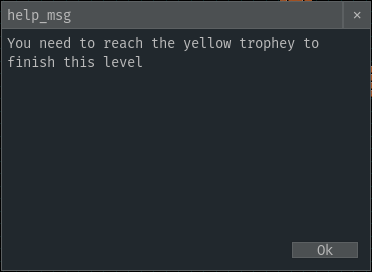 help_msg ×
You need to reach the yellow trophey to
finish this level
Ok